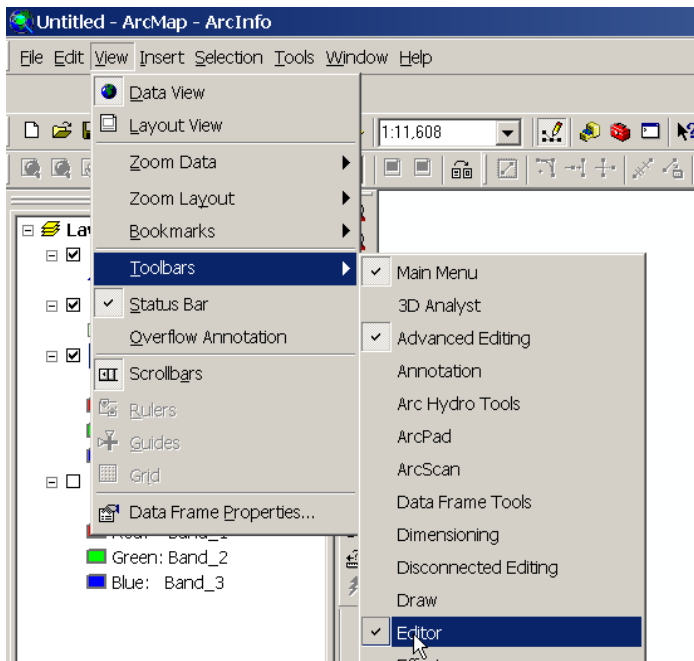 Untitled - ArcMap - ArcInfo
File Edit View Insert Selection Tools Window Help
Data View
Layout View
1:11,608
Zoom Data
Zoom Layout
Bookmarks
Toolbars
Status Bar
Overflow Annotation
Scrollbars
Rulers
Guides
Grid
Data Frame Properties...
Main Menu
3D Analyst
Advanced Editing
Annotation
Arc Hydro Tools
ArcPad
ArcScan
Data Frame Tools
Dimensioning
Disconnected Editing
Draw
Editor
La
Red: Band_1
Green: Band_2
Blue: Band_3